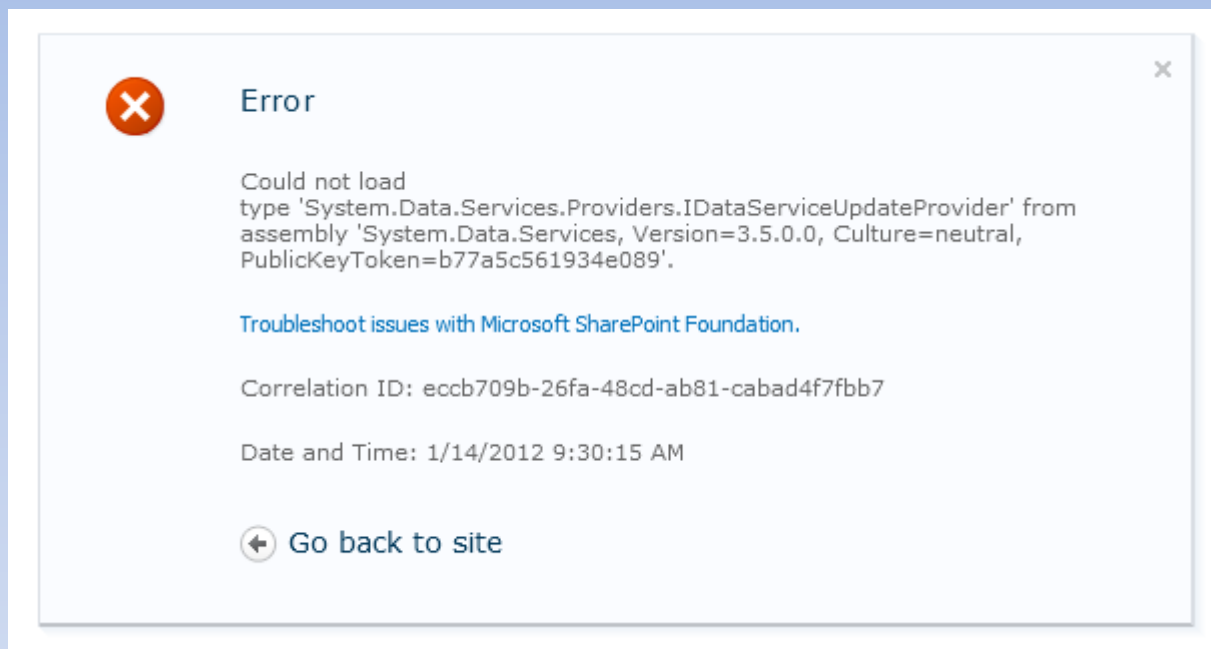 Error
Could not load
type 'System.Data.Services.Providers.IDataServiceUpdateProvider' from
assembly 'System.Data.Services, Version=3.5.0.0, Culture=neutral,
PublicKeyToken=b77a5c561934e089'.
Troubleshoot issues with Microsoft SharePoint Foundation.
Correlation ID: eccb709b-26fa-48cd-ab81-cabad4f7fbb7
Date and Time: 1/14/2012 9:30:15 AM
Go back to site